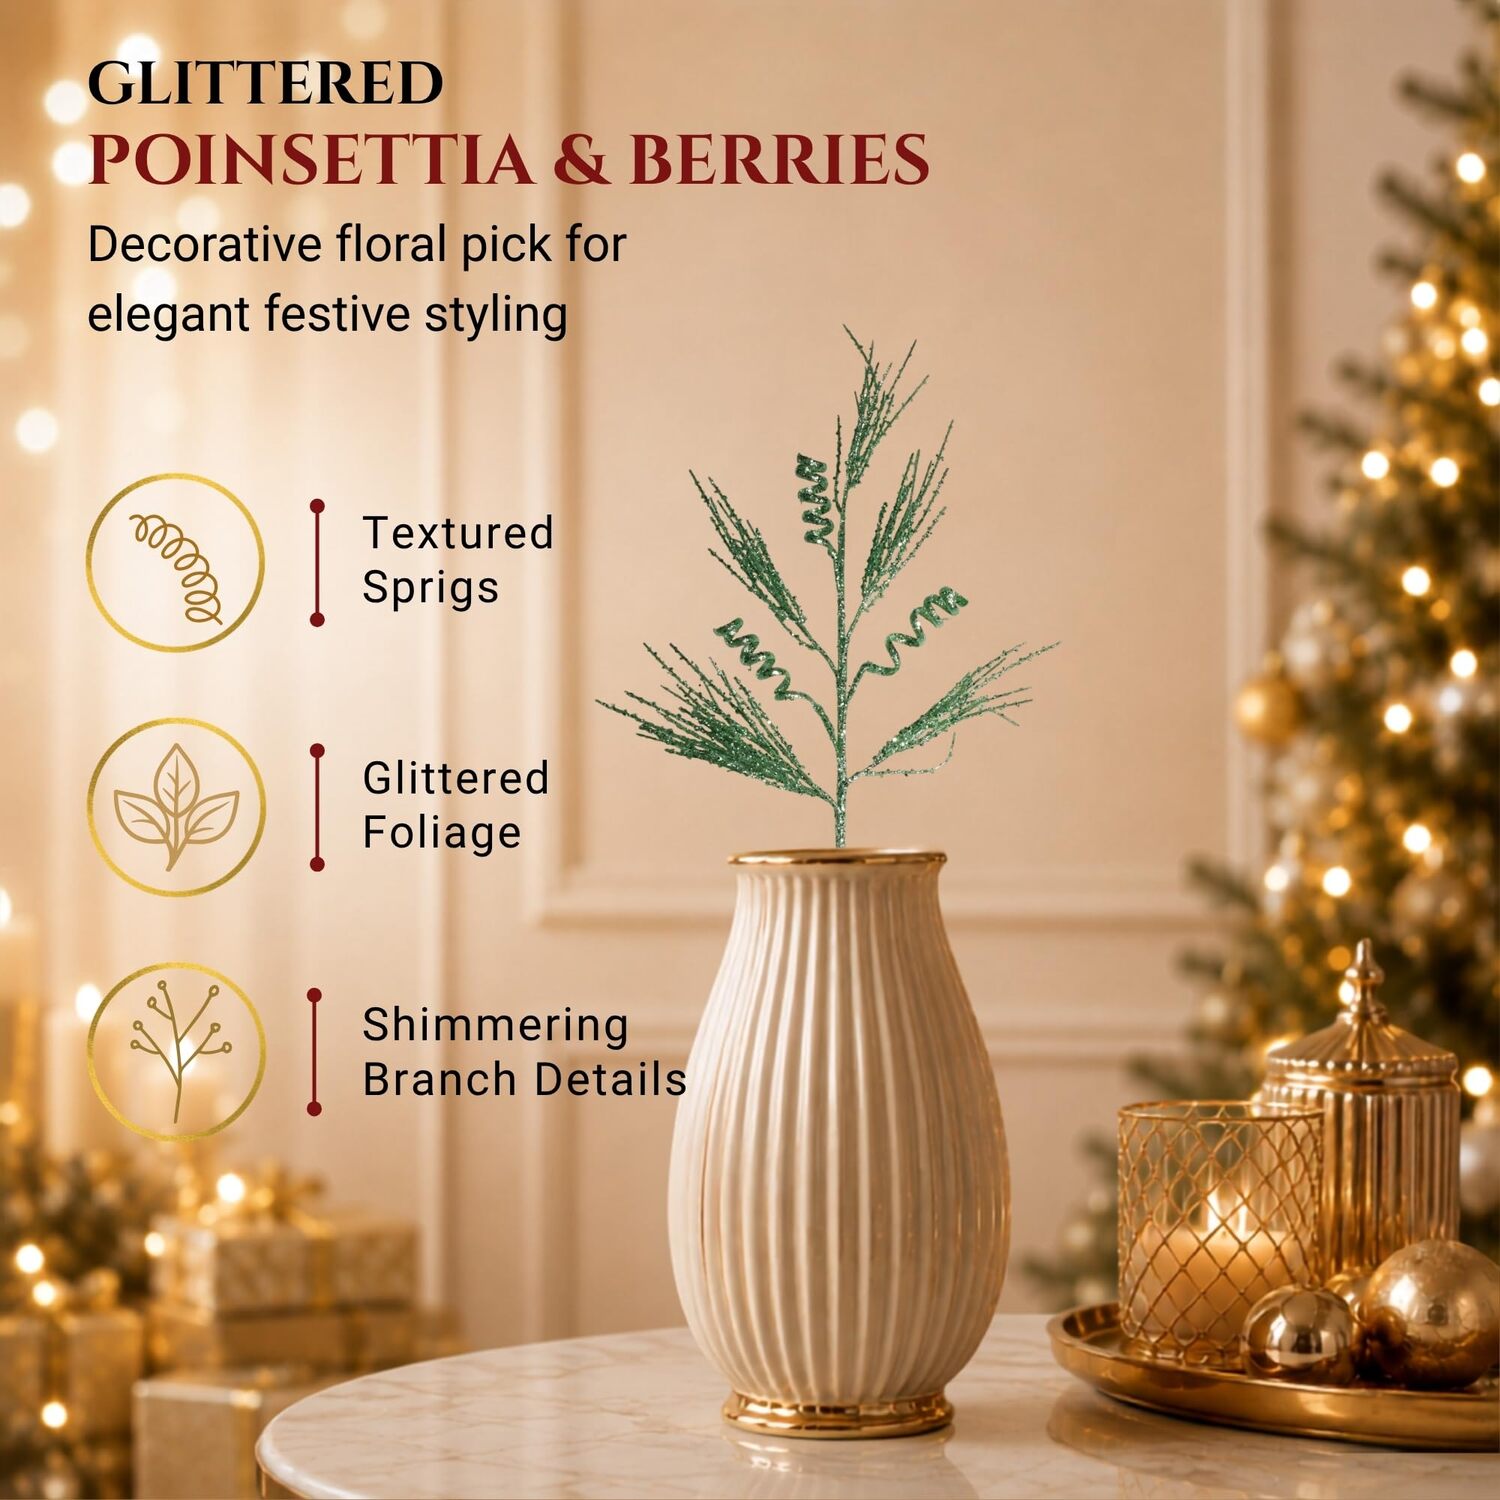 GLITTERED
POINSETTIA & BERRIES
Decorative floral pick for
elegant festive styling
Textured
Sprigs
Glittered
Foliage
Shimmering
Branch Details